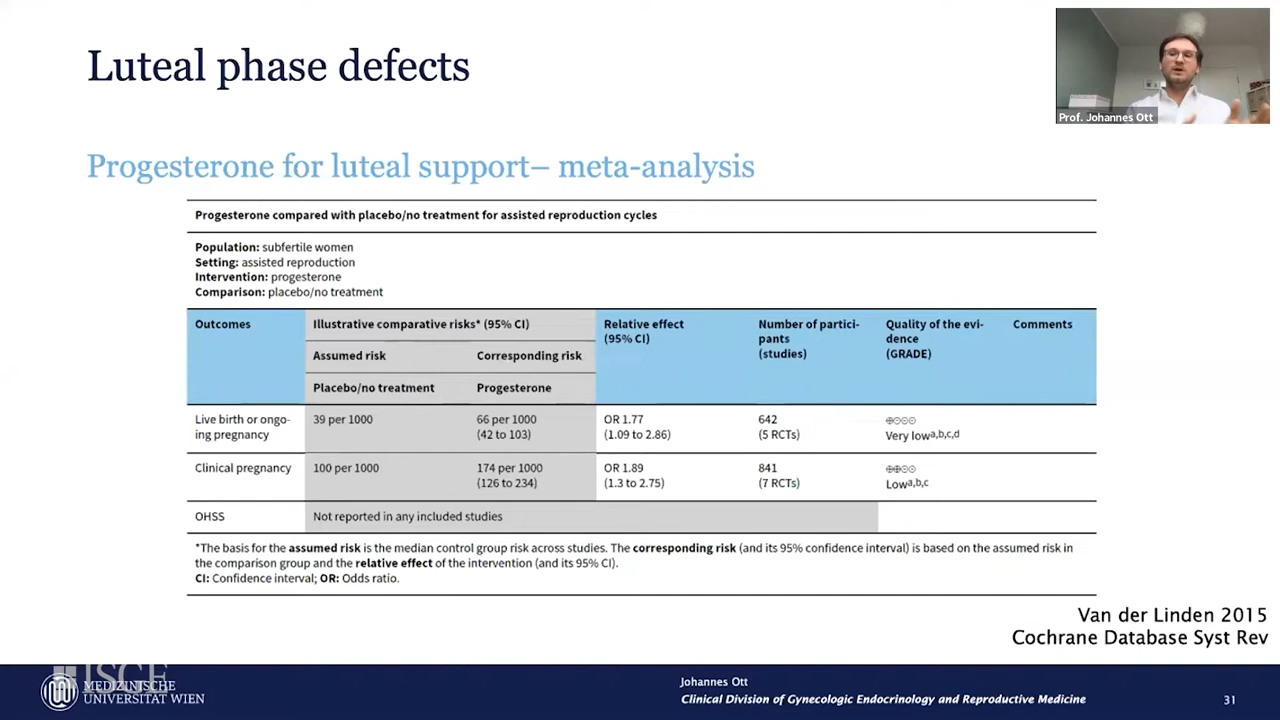 Luteal phase defects
Prof. Johannes Ott
Progesterone for luteal support– meta-analysis
Progesterone compared with placebo/no treatment for assisted reproduction cycles
Population: subfertile women
Setting: assisted reproduction
Intervention: progesterone
Comparison: placebo/no treatment
Outcomes
Illustrative comparative risks* (95% CI)
Relative effect
(95% CI)
Number of partici-
pants
(studies)
Quality of the evi-
dence
(GRADE)
Comments
Assumed risk
Corresponding risk
Placebo/no treatment
Progesterone
Live birth or ongo-
ing pregnancy
39 per 1000
66 per 1000
(42 to 103)
OR 1.77
(1.09 to 2.86)
642
(5 RCTs)
⊕⊝⊝⊝
Very lowa,b,c,d
Clinical pregnancy
100 per 1000
174 per 1000
(126 to 234)
OR 1.89
(1.3 to 2.75)
841
(7 RCTs)
⊕⊕⊝⊝
Lowa,b,c
OHSS
Not reported in any included studies
*The basis for the assumed risk is the median control group risk across studies. The corresponding risk (and its 95% confidence interval) is based on the assumed risk in
the comparison group and the relative effect of the intervention (and its 95% CI).
CI: Confidence interval; OR: Odds ratio.
Van der Linden 2015
Cochrane Database Syst Rev
ISGE
MEDIZINISCHE
UNIVERSITÄT WIEN
Johannes Ott
Clinical Division of Gynecologic Endocrinology and Reproductive Medicine
31